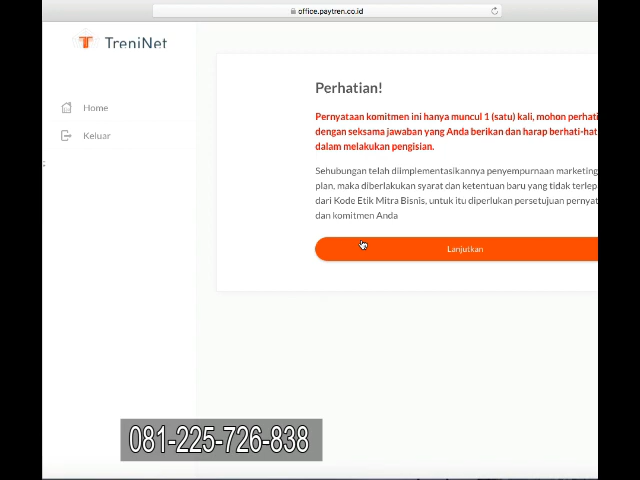 office.paytren.co.id
TreniNet
Home
Keluar
Perhatian!
Pernyataan komitmen ini hanya muncul 1 (satu) kali, mohon perhati
dengan seksama jawaban yang Anda berikan dan harap berhati-hat
dalam melakukan pengisian.
Sehubungan telah diimplementasikannya penyempurnaan marketing
plan, maka diberlakukan syarat dan ketentuan baru yang tidak terlep
dari Kode Etik Mitra Bisnis, untuk itu diperlukan persetujuan pernyat
dan komitmen Anda
Lanjutkan
081-225-726-838